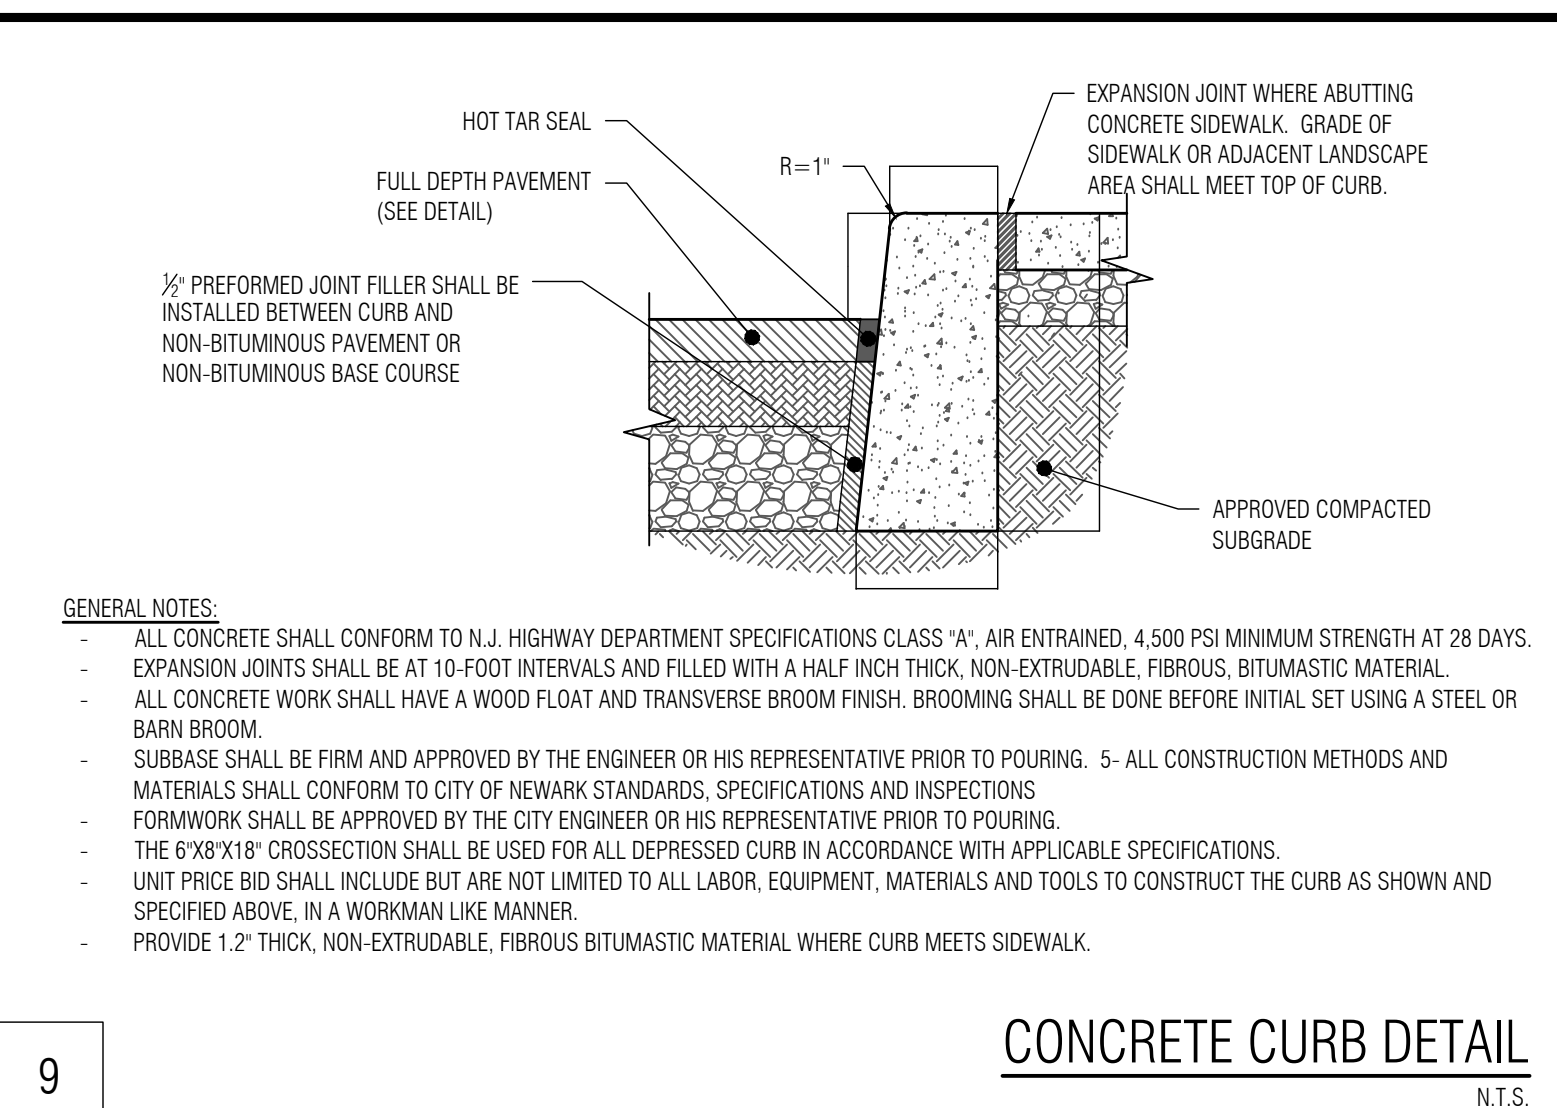 HOT TAR SEAL
FULL DEPTH PAVEMENT
(SEE DETAIL)
½" PREFORMED JOINT FILLER SHALL BE
INSTALLED BETWEEN CURB AND
NON-BITUMINOUS PAVEMENT OR
NON-BITUMINOUS BASE COURSE
R=1"
EXPANSION JOINT WHERE ABUTTING
CONCRETE SIDEWALK. GRADE OF
SIDEWALK OR ADJACENT LANDSCAPE
AREA SHALL MEET TOP OF CURB.
APPROVED COMPACTED
SUBGRADE
GENERAL NOTES:
- ALL CONCRETE SHALL CONFORM TO N.J. HIGHWAY DEPARTMENT SPECIFICATIONS CLASS "A", AIR ENTRAINED, 4,500 PSI MINIMUM STRENGTH AT 28 DAYS.
- EXPANSION JOINTS SHALL BE AT 10-FOOT INTERVALS AND FILLED WITH A HALF INCH THICK, NON-EXTRUDABLE, FIBROUS, BITUMASTIC MATERIAL.
- ALL CONCRETE WORK SHALL HAVE A WOOD FLOAT AND TRANSVERSE BROOM FINISH. BROOMING SHALL BE DONE BEFORE INITIAL SET USING A STEEL OR
BARN BROOM.
- SUBBASE SHALL BE FIRM AND APPROVED BY THE ENGINEER OR HIS REPRESENTATIVE PRIOR TO POURING. 5- ALL CONSTRUCTION METHODS AND
MATERIALS SHALL CONFORM TO CITY OF NEWARK STANDARDS, SPECIFICATIONS AND INSPECTIONS
- FORMWORK SHALL BE APPROVED BY THE CITY ENGINEER OR HIS REPRESENTATIVE PRIOR TO POURING.
- THE 6"X8"X18" CROSSECTION SHALL BE USED FOR ALL DEPRESSED CURB IN ACCORDANCE WITH APPLICABLE SPECIFICATIONS.
- UNIT PRICE BID SHALL INCLUDE BUT ARE NOT LIMITED TO ALL LABOR, EQUIPMENT, MATERIALS AND TOOLS TO CONSTRUCT THE CURB AS SHOWN AND
SPECIFIED ABOVE, IN A WORKMAN LIKE MANNER.
- PROVIDE 1.2" THICK, NON-EXTRUDABLE, FIBROUS BITUMASTIC MATERIAL WHERE CURB MEETS SIDEWALK.
9
CONCRETE CURB DETAIL
N.T.S.